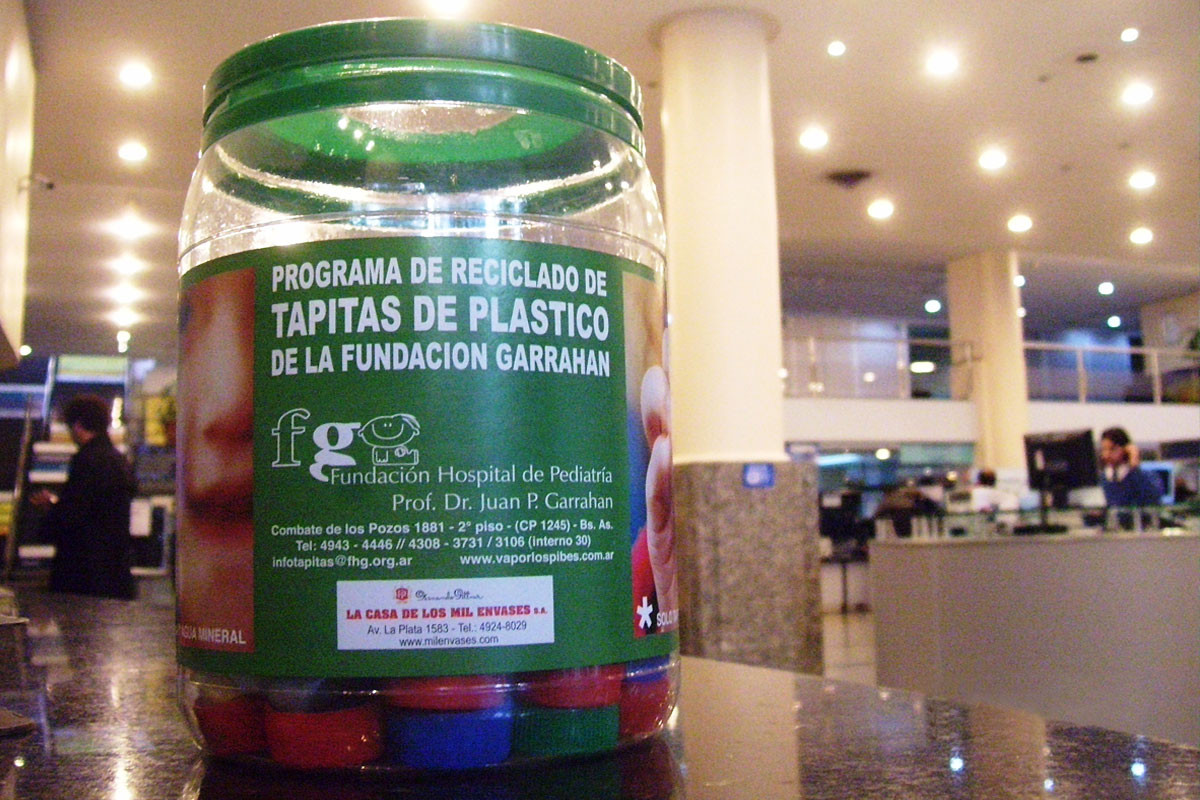 PROGRAMA DE RECICLADO DE
TAPITAS DE PLASTICO
DE LA FUNDACION GARRAHAN
fg
Fundación Hospital de Pediatría
Prof. Dr. Juan P. Garrahan
Combate de los Pozos 1881 - 2° piso - (CP 1245) - Bs. As.
Tel: 4943 - 4446 // 4308 - 3731 / 3106 (interno 30)
infotapitas@fhg.org.ar www.vaporlospibes.com.ar
LA CASA DE LOS MIL ENVASES S.A.
Av. La Plata 1583 - Tel.: 4924-8029
www.milenvases.com
AGUA MINERAL
* SOLO